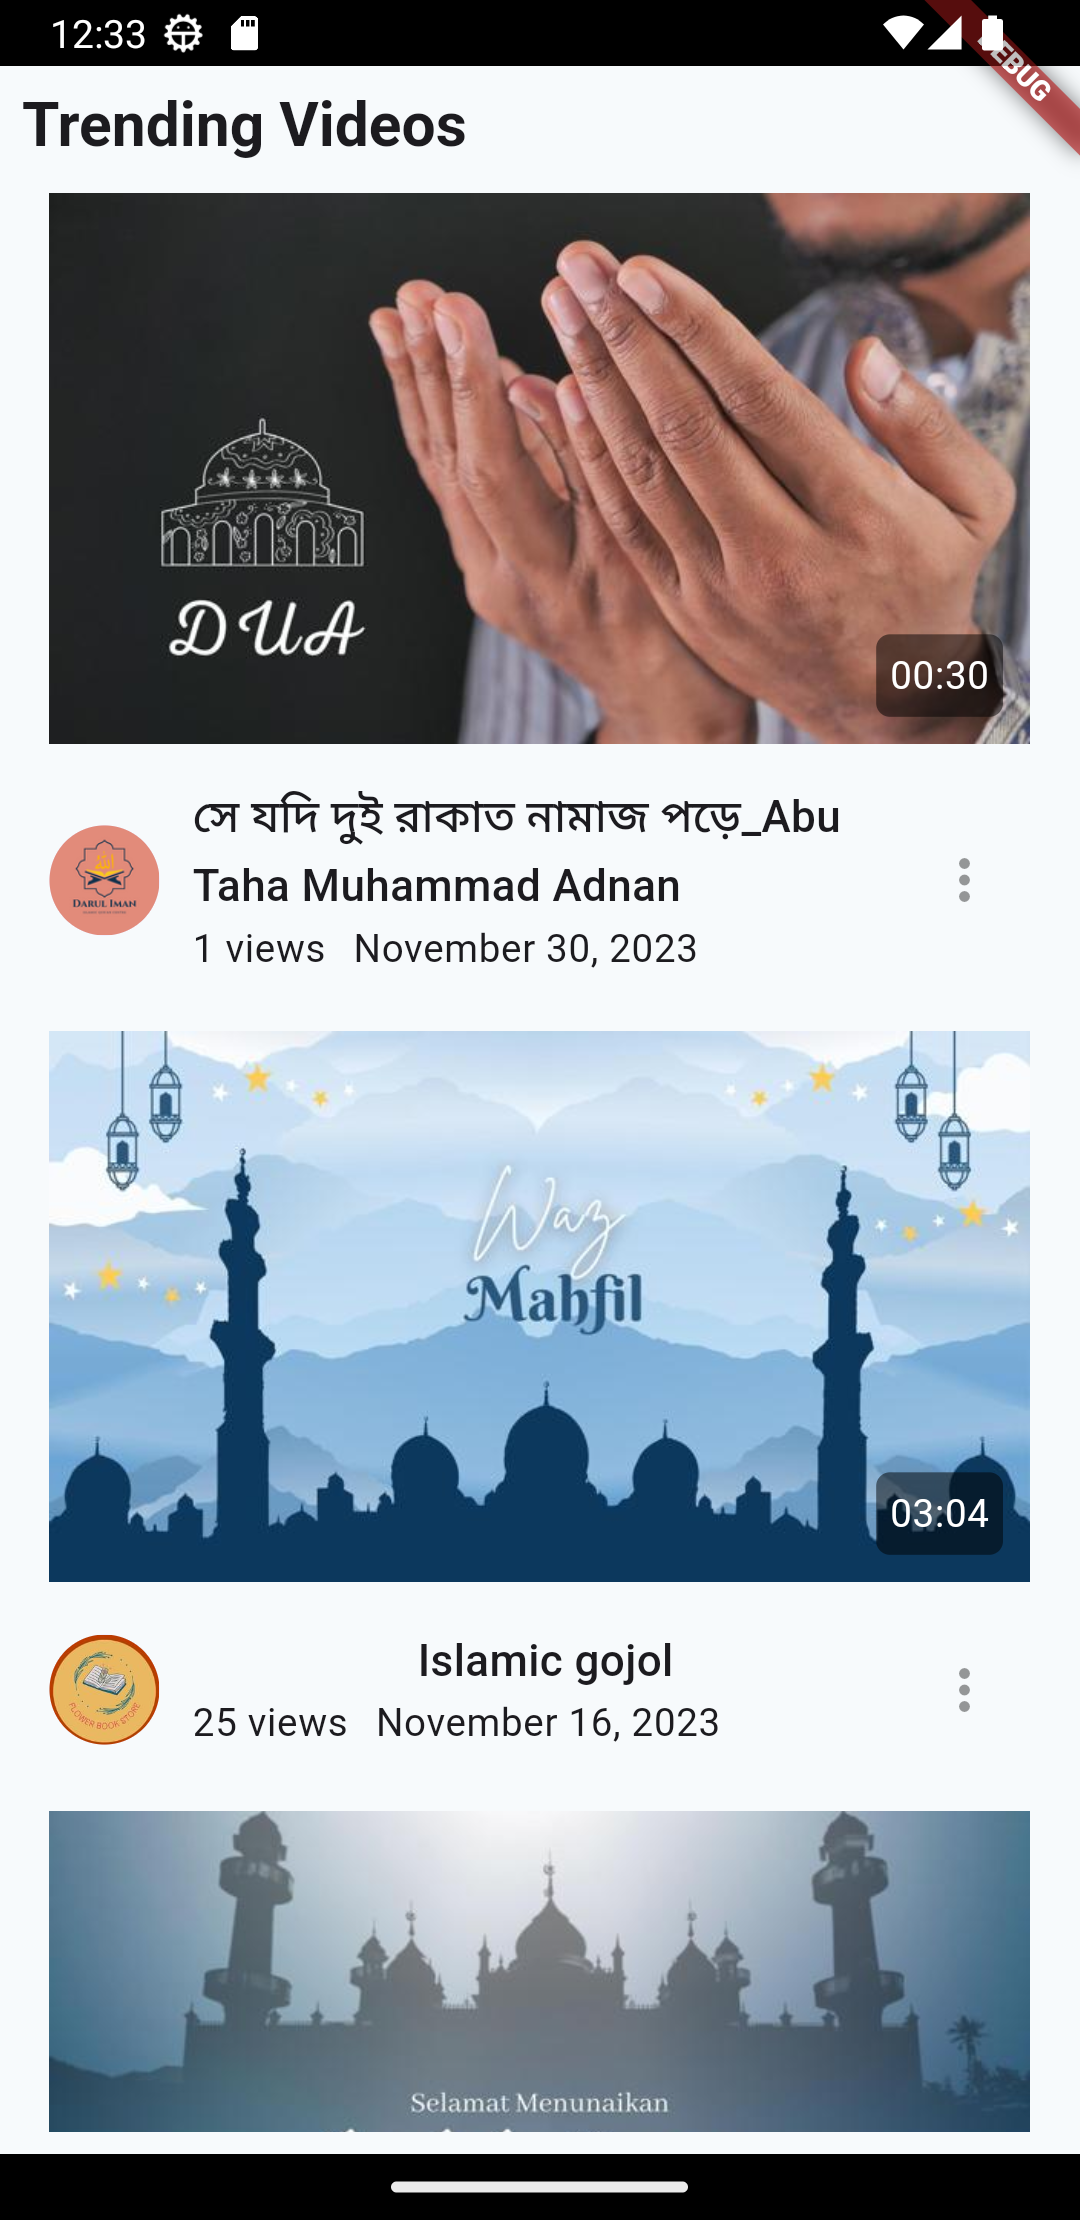 12:33
DEBUG
Trending Videos
DUA
00:30
সে যদি দুই রাকাত নামাজ পড়ে_Abu
Taha Muhammad Adnan
1 views November 30, 2023
DARUL IMAN
Waz
Mahfil
03:04
Islamic gojol
25 views November 16, 2023
FLOWER BOOK STORE
Selamat Menunaikan